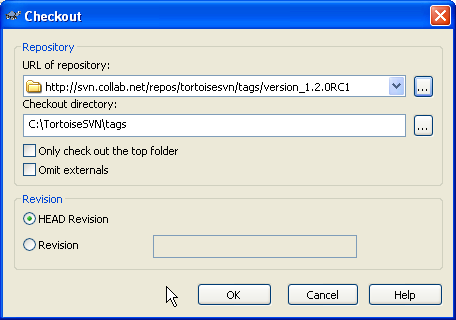 Checkout
Repository
URL of repository:
http://svn.collab.net/repos/tortoisesvn/tags/version_1.2.0RC1
...
Checkout directory:
C:\TortoiseSVN\tags
...
Only check out the top folder
Omit externals
Revision
HEAD Revision
Revision
OK Cancel Help